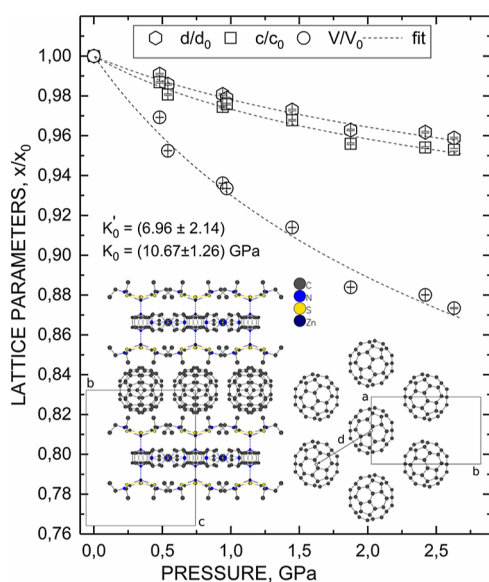 d/d₀ c/c₀ V/V₀ fit
LATTICE PARAMETERS, x/x₀
1,00
0,98
0,96
0,94
0,92
0,90
0,88
0,86
0,84
0,82
0,80
0,78
0,76
K₀' = (6.96 ± 2.14)
K₀ = (10.67±1.26) GPa
C
N
S
Zn
b
c
a
d
b
0,0 0,5 1,0 1,5 2,0 2,5
PRESSURE, GPa